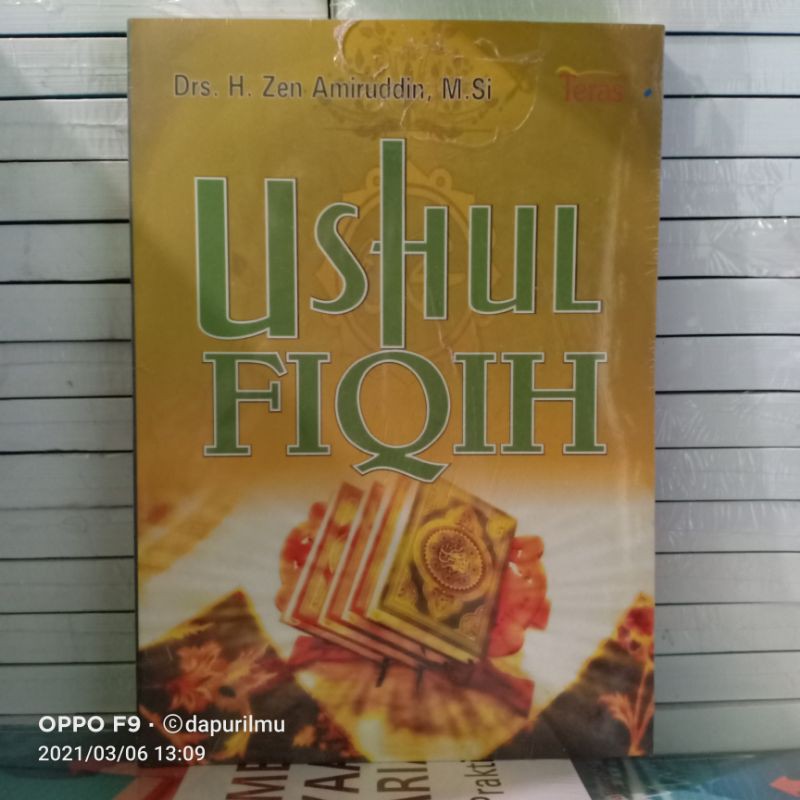 Drs. H. Zen Amiruddin, M.Si
Teras
USHUL
FIQIH
OPPO F9 · ©dapurilmu
2021/03/06 13:09